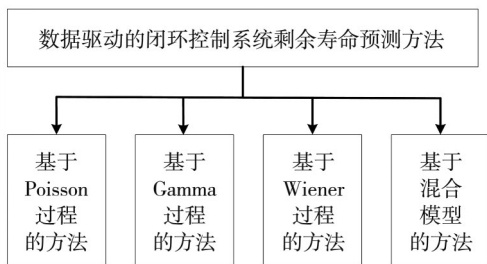 数据驱动的闭环控制系统剩余寿命预测方法
基于
Poisson
过程
的方法
基于
Gamma
过程
的方法
基于
Wiener
过程
的方法
基于
混合
模型
的方法